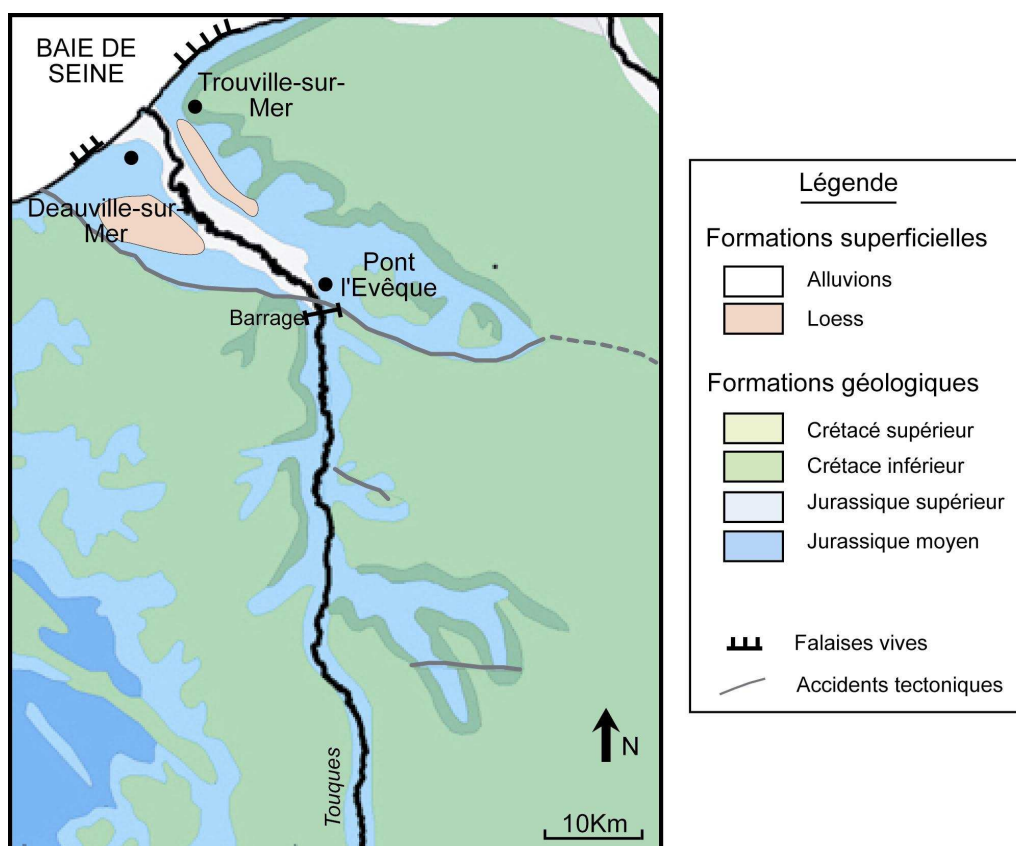 BAIE DE
SEINE
Trouville-sur-
Mer
Deauville-sur-
Mer
Pont
l'Evêque
Barrage
Touques
N
10Km
Légende
Formations superficielles
Alluvions
Loess
Formations géologiques
Crétacé supérieur
Crétace inférieur
Jurassique supérieur
Jurassique moyen
Falaises vives
Accidents tectoniques